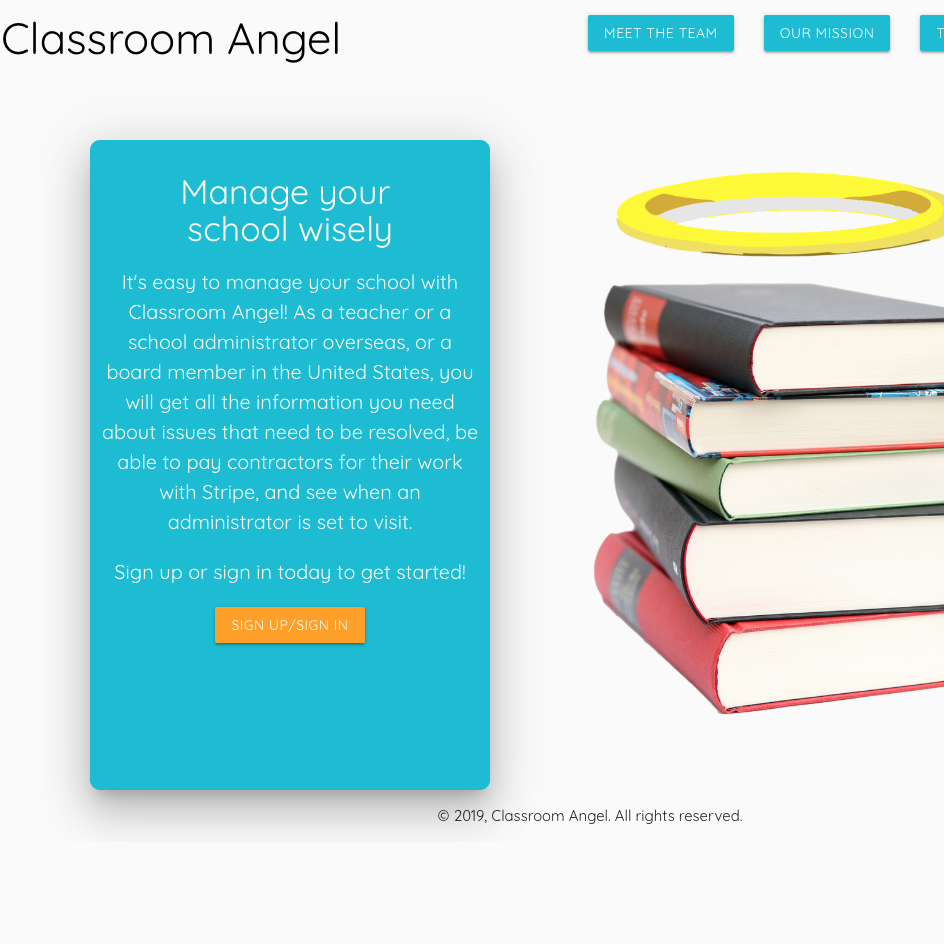 Classroom Angel
MEET THE TEAM
OUR MISSION
T
Manage your
school wisely
It's easy to manage your school with
Classroom Angel! As a teacher or a
school administrator overseas, or a
board member in the United States, you
will get all the information you need
about issues that need to be resolved, be
able to pay contractors for their work
with Stripe, and see when an
administrator is set to visit.
Sign up or sign in today to get started!
SIGN UP/SIGN IN
© 2019, Classroom Angel. All rights reserved.